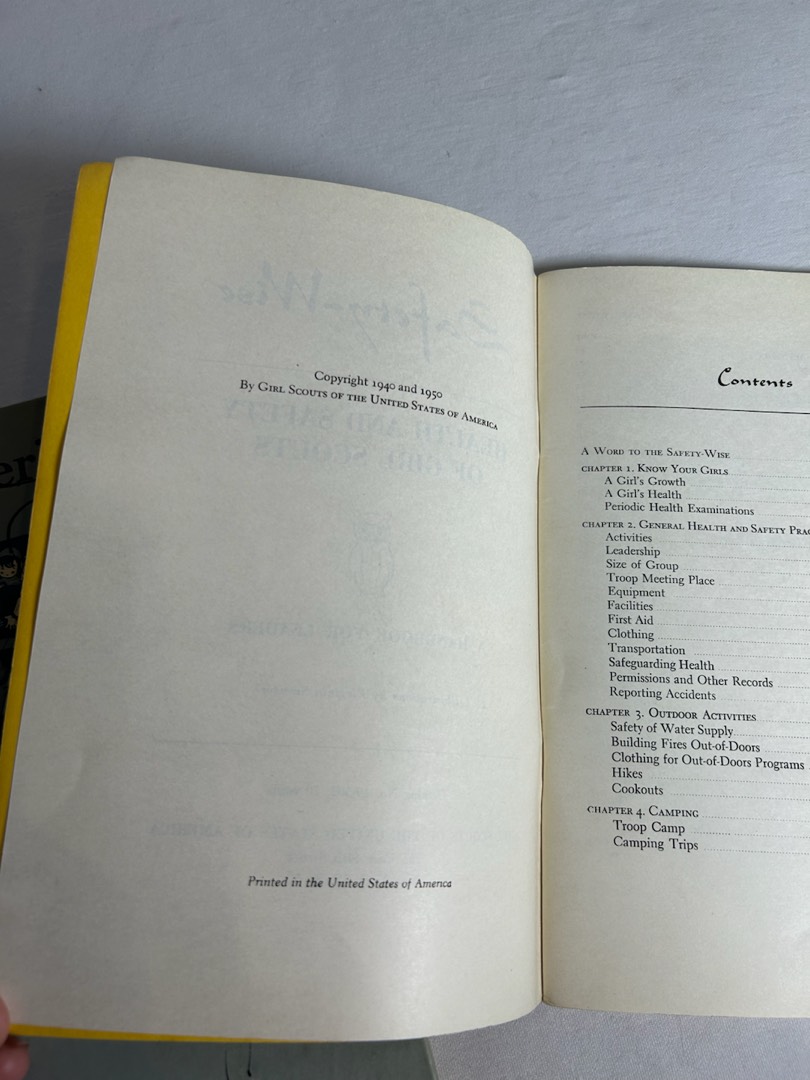 Copyright 1940 and 1950
By Girl Scouts of the United States of America
Printed in the United States of America
Contents
A Word to the Safety-Wise
CHAPTER 1. Know Your Girls
A Girl's Growth
A Girl's Health
Periodic Health Examinations
CHAPTER 2. General Health and Safety Prac
Activities
Leadership
Size of Group
Troop Meeting Place
Equipment
Facilities
First Aid
Clothing
Transportation
Safeguarding Health
Permissions and Other Records
Reporting Accidents
CHAPTER 3. Outdoor Activities
Safety of Water Supply
Building Fires Out-of-Doors
Clothing for Out-of-Doors Programs
Hikes
Cookouts
CHAPTER 4. Camping
Troop Camp
Camping Trips